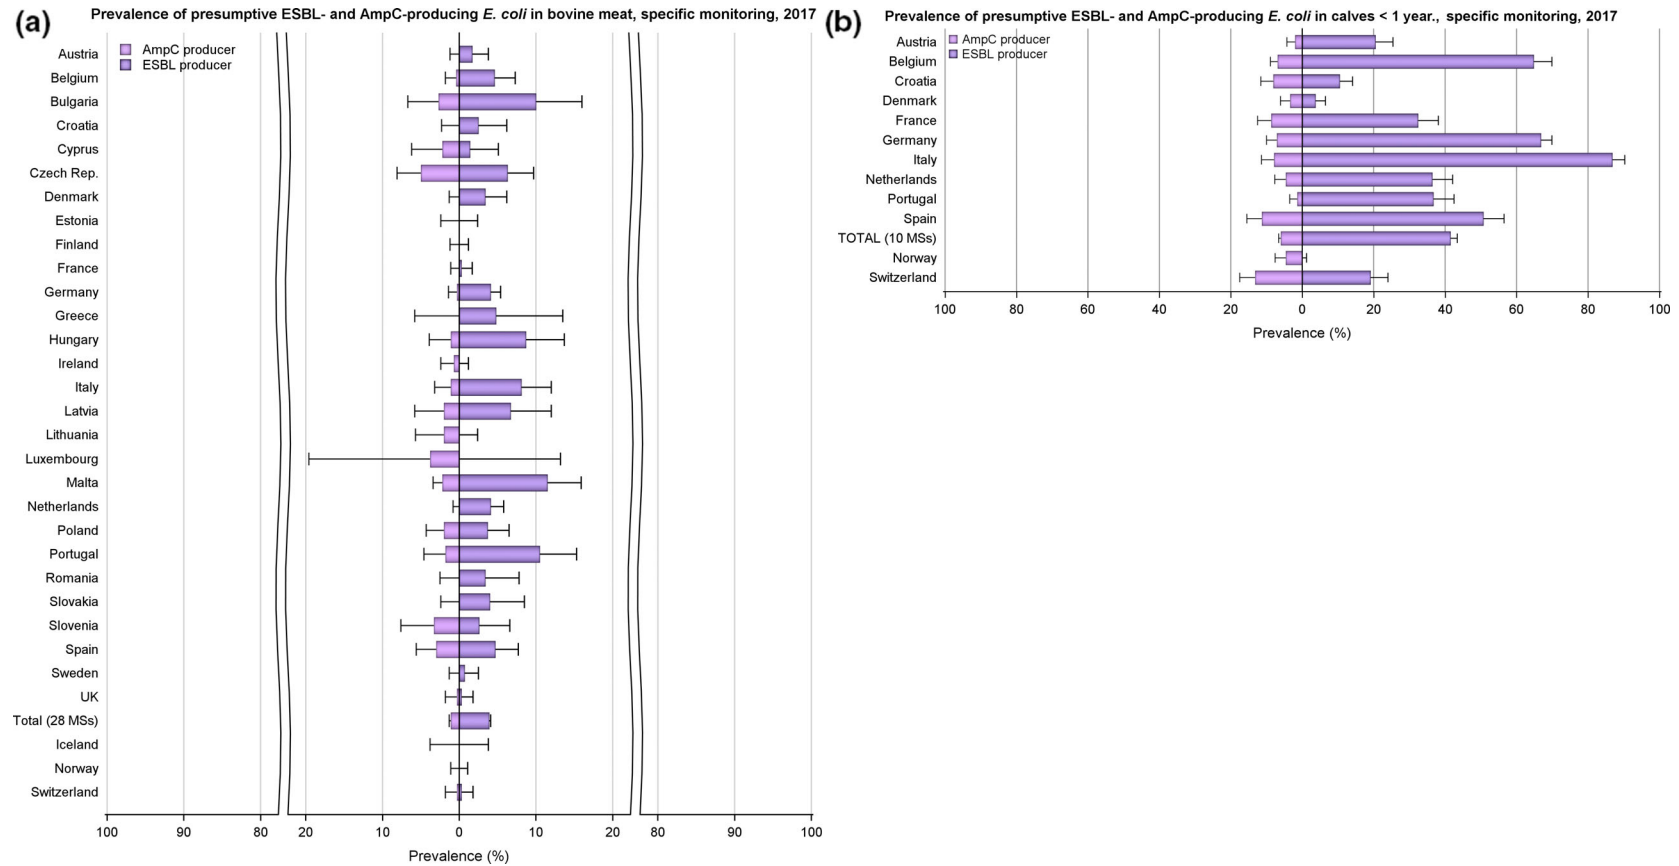 (a)
Prevalence of presumptive ESBL- and AmpC-producing E. coli in bovine meat, specific monitoring, 2017
AmpC producer
ESBL producer
Austria
Belgium
Bulgaria
Croatia
Cyprus
Czech Rep.
Denmark
Estonia
Finland
France
Germany
Greece
Hungary
Ireland
Italy
Latvia
Lithuania
Luxembourg
Malta
Netherlands
Poland
Portugal
Romania
Slovakia
Slovenia
Spain
Sweden
UK
Total (28 MSs)
Iceland
Norway
Switzerland
100 90 80 20 10 0 10 20 80 90 100
Prevalence (%)
(b)
Prevalence of presumptive ESBL- and AmpC-producing E. coli in calves < 1 year., specific monitoring, 2017
AmpC producer
ESBL producer
Austria
Belgium
Croatia
Denmark
France
Germany
Italy
Netherlands
Portugal
Spain
TOTAL (10 MSs)
Norway
Switzerland
100 80 60 40 20 0 20 40 60 80 100
Prevalence (%)